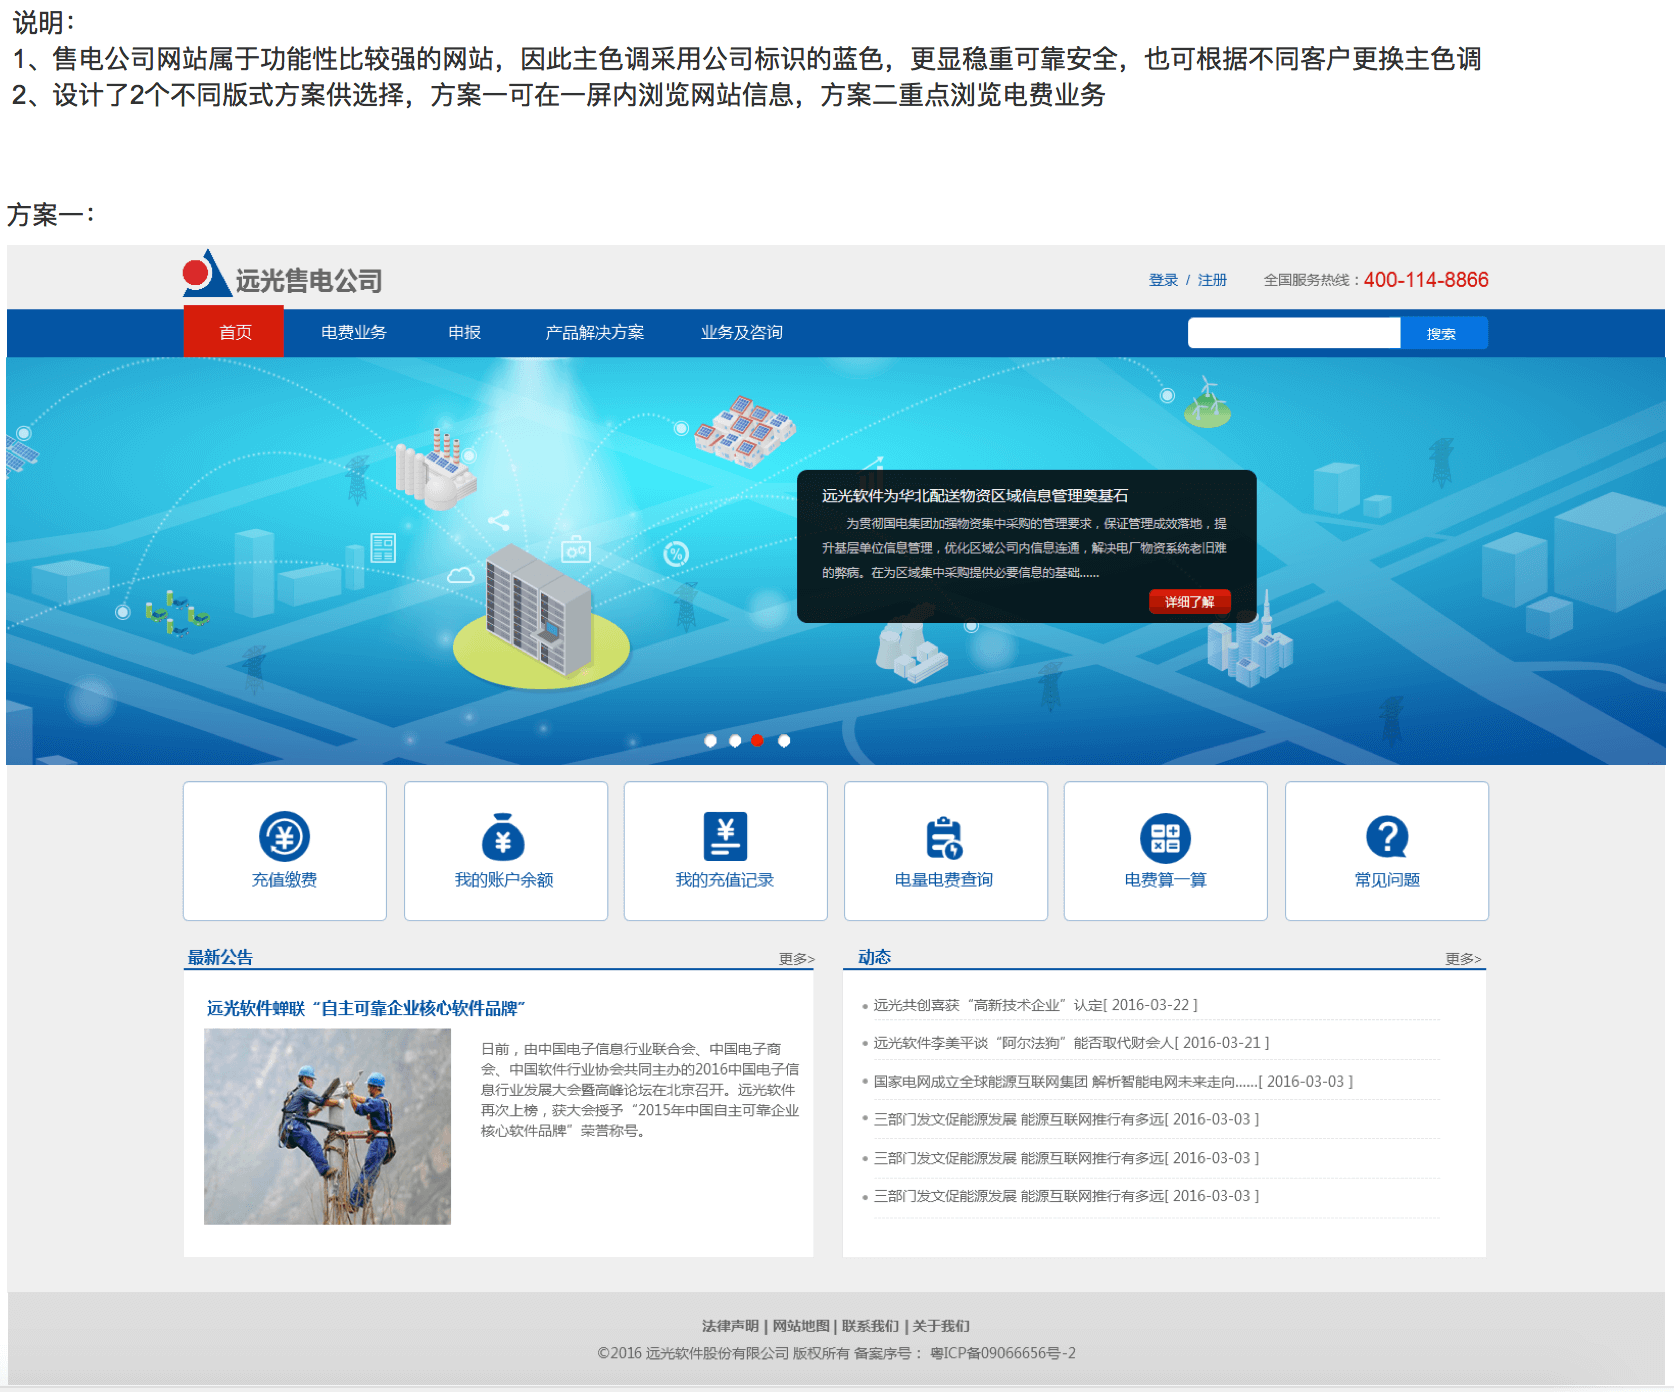 说明：
1、售电公司网站属于功能性比较强的网站，因此主色调采用公司标识的蓝色，更显稳重可靠安全，也可根据不同客户更换主色调
2、设计了2个不同版式方案供选择，方案一可在一屏内浏览网站信息，方案二重点浏览电费业务
方案一：
远光售电公司
登录 / 注册 全国服务热线：400-114-8866
首页 电费业务 申报 产品解决方案 业务及咨询 搜索
远光软件为华北配送物资区域信息管理奠基石
为贯彻国电集团加强物资集中采购的管理要求，保证管理成效落地，提
升基层单位信息管理，优化区域公司内信息连通，解决电厂物资系统老旧难
的弊病。在为区域集中采购提供必要信息的基础......
详细了解
充值缴费 我的账户余额 我的充值记录 电量电费查询 电费算一算 常见问题
最新公告 更多>
远光软件蝉联“自主可靠企业核心软件品牌”
日前，由中国电子信息行业联合会、中国电子商
会、中国软件行业协会共同主办的2016中国电子信
息行业发展大会暨高峰论坛在北京召开。远光软件
再次上榜，获大会授予“2015年中国自主可靠企业
核心软件品牌”荣誉称号。
动态 更多>
远光共创喜获“高新技术企业”认定[ 2016-03-22 ]
远光软件李美平谈“阿尔法狗”能否取代财会人[ 2016-03-21 ]
国家电网成立全球能源互联网集团 解析智能电网未来走向......[ 2016-03-03 ]
三部门发文促能源发展 能源互联网推行有多远[ 2016-03-03 ]
三部门发文促能源发展 能源互联网推行有多远[ 2016-03-03 ]
三部门发文促能源发展 能源互联网推行有多远[ 2016-03-03 ]
法律声明 | 网站地图 | 联系我们 | 关于我们
©2016 远光软件股份有限公司 版权所有 备案序号： 粤ICP备09066656号-2